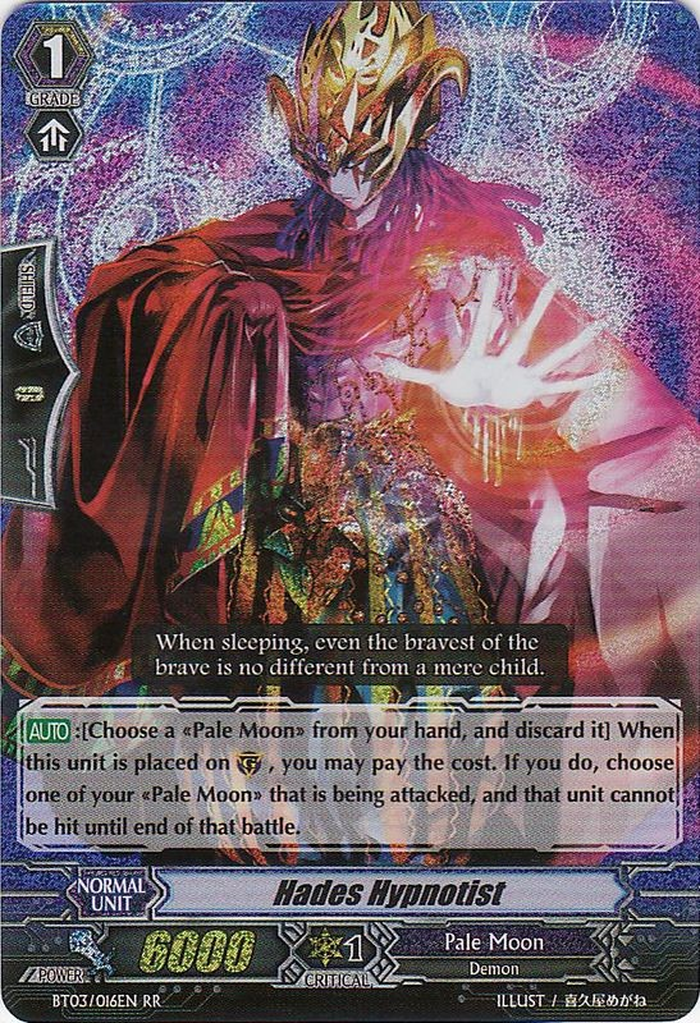 1
GRADE
SHIELD
0
When sleeping, even the bravest of the
brave is no different from a mere child.
AUTO:[Choose a «Pale Moon» from your hand, and discard it] When
this unit is placed on G, you may pay the cost. If you do, choose
one of your «Pale Moon» that is being attacked, and that unit cannot
be hit until end of that battle.
NORMAL
UNIT
Hades Hypnotist
POWER 6000
1
CRITICAL
Pale Moon
Demon
BT03/016EN RR
ILLUST / 喜久屋めがね